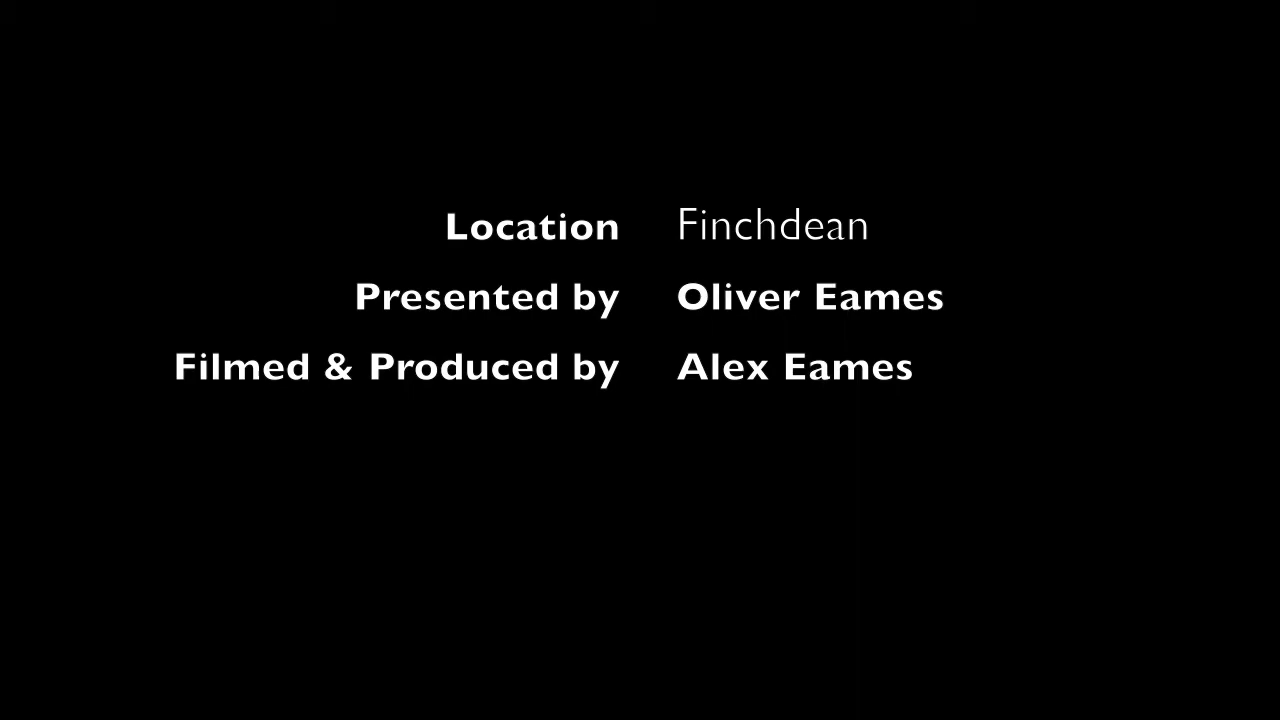 Location Finchdean
Presented by Oliver Eames
Filmed & Produced by Alex Eames